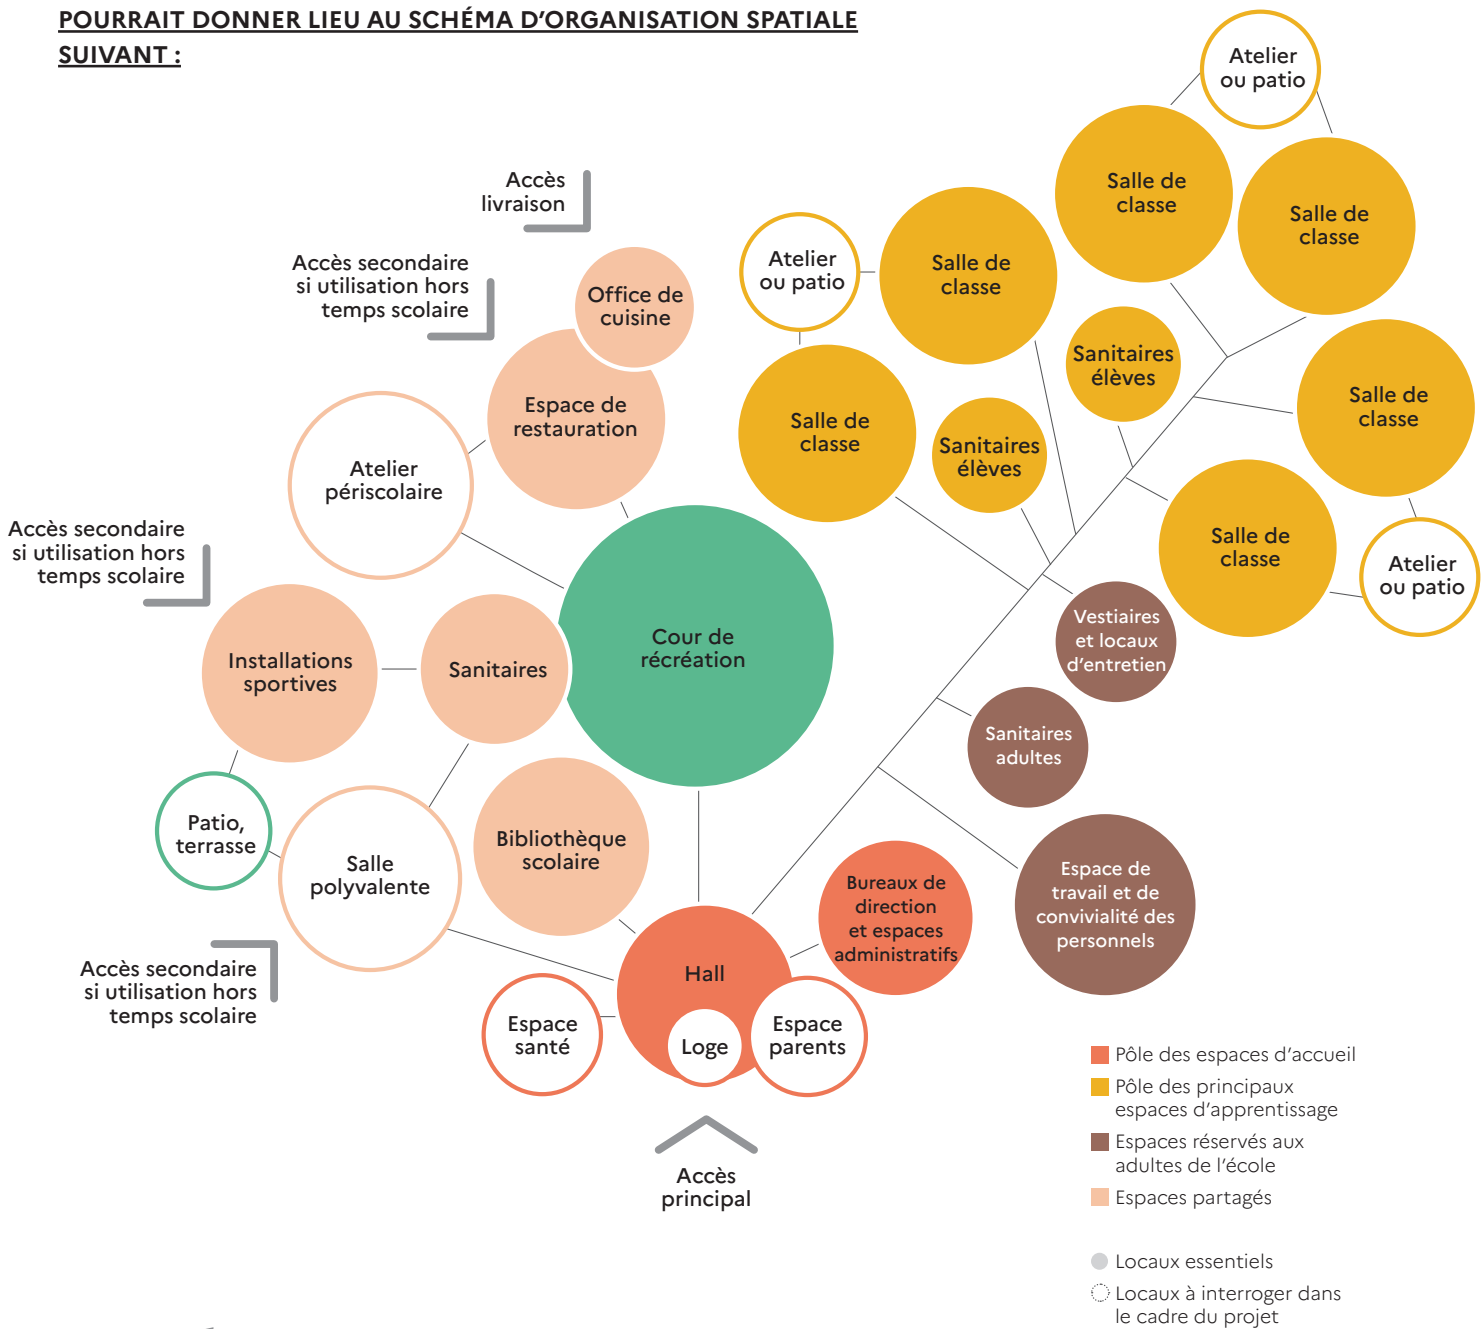 POURRAIT DONNER LIEU AU SCHÉMA D’ORGANISATION SPATIALE
SUIVANT :
Atelier
ou patio
Salle de
classe
Salle de
classe
Accès
livraison
Accès secondaire
si utilisation hors
temps scolaire
Office de
cuisine
Atelier
ou patio
Salle de
classe
Espace de
restauration
Sanitaires
élèves
Salle de
classe
Salle de
classe
Sanitaires
élèves
Atelier
périscolaire
Accès secondaire
si utilisation hors
temps scolaire
Salle de
classe
Atelier
ou patio
Cour de
récréation
Vestiaires
et locaux
d’entretien
Installations
sportives
Sanitaires
Sanitaires
adultes
Patio,
terrasse
Salle
polyvalente
Bibliothèque
scolaire
Bureaux de
direction
et espaces
administratifs
Espace de
travail et de
convivialité des
personnels
Accès secondaire
si utilisation hors
temps scolaire
Hall
Espace
santé
Loge
Espace
parents
Accès
principal
Pôle des espaces d’accueil
Pôle des principaux
espaces d’apprentissage
Espaces réservés aux
adultes de l’école
Espaces partagés
Locaux essentiels
Locaux à interroger dans
le cadre du projet